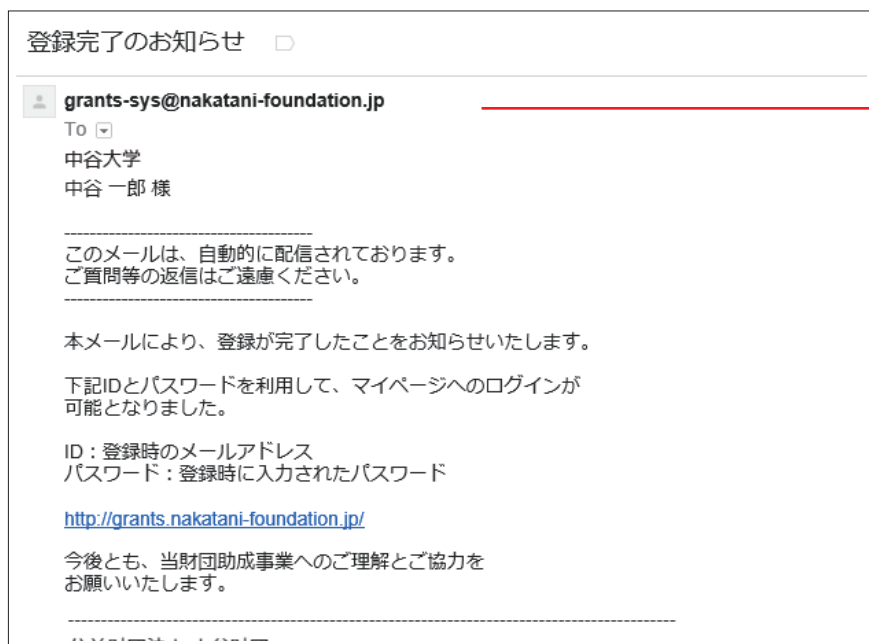 登録完了のお知らせ
grants-sys@nakatani-foundation.jp
To
中谷大学
中谷 一郎 様
--------------------------------------
このメールは、自動的に配信されております。
ご質問等の返信はご遠慮ください。
--------------------------------------
本メールにより、登録が完了したことをお知らせいたします。
下記IDとパスワードを利用して、マイページへのログインが
可能となりました。
ID：登録時のメールアドレス
パスワード：登録時に入力されたパスワード
http://grants.nakatani-foundation.jp/
今後とも、当財団助成事業へのご理解とご協力を
お願いいたします。
---------------------------------------------------------------------------------------------